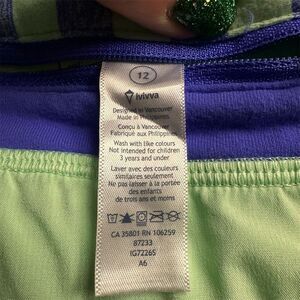 12
ivivva
Designed in Vancouver
Made in Philippines
Conçu à Vancouver
Fabriqué aux Philippines
Wash with like colours
Not intended for children
3 years and under
Laver avec des couleurs
similaires seulement
Ne pas laisser à la portée
des enfants
de trois ans et moins
CA 35801 RN 106259
87233
IG7226S
A6